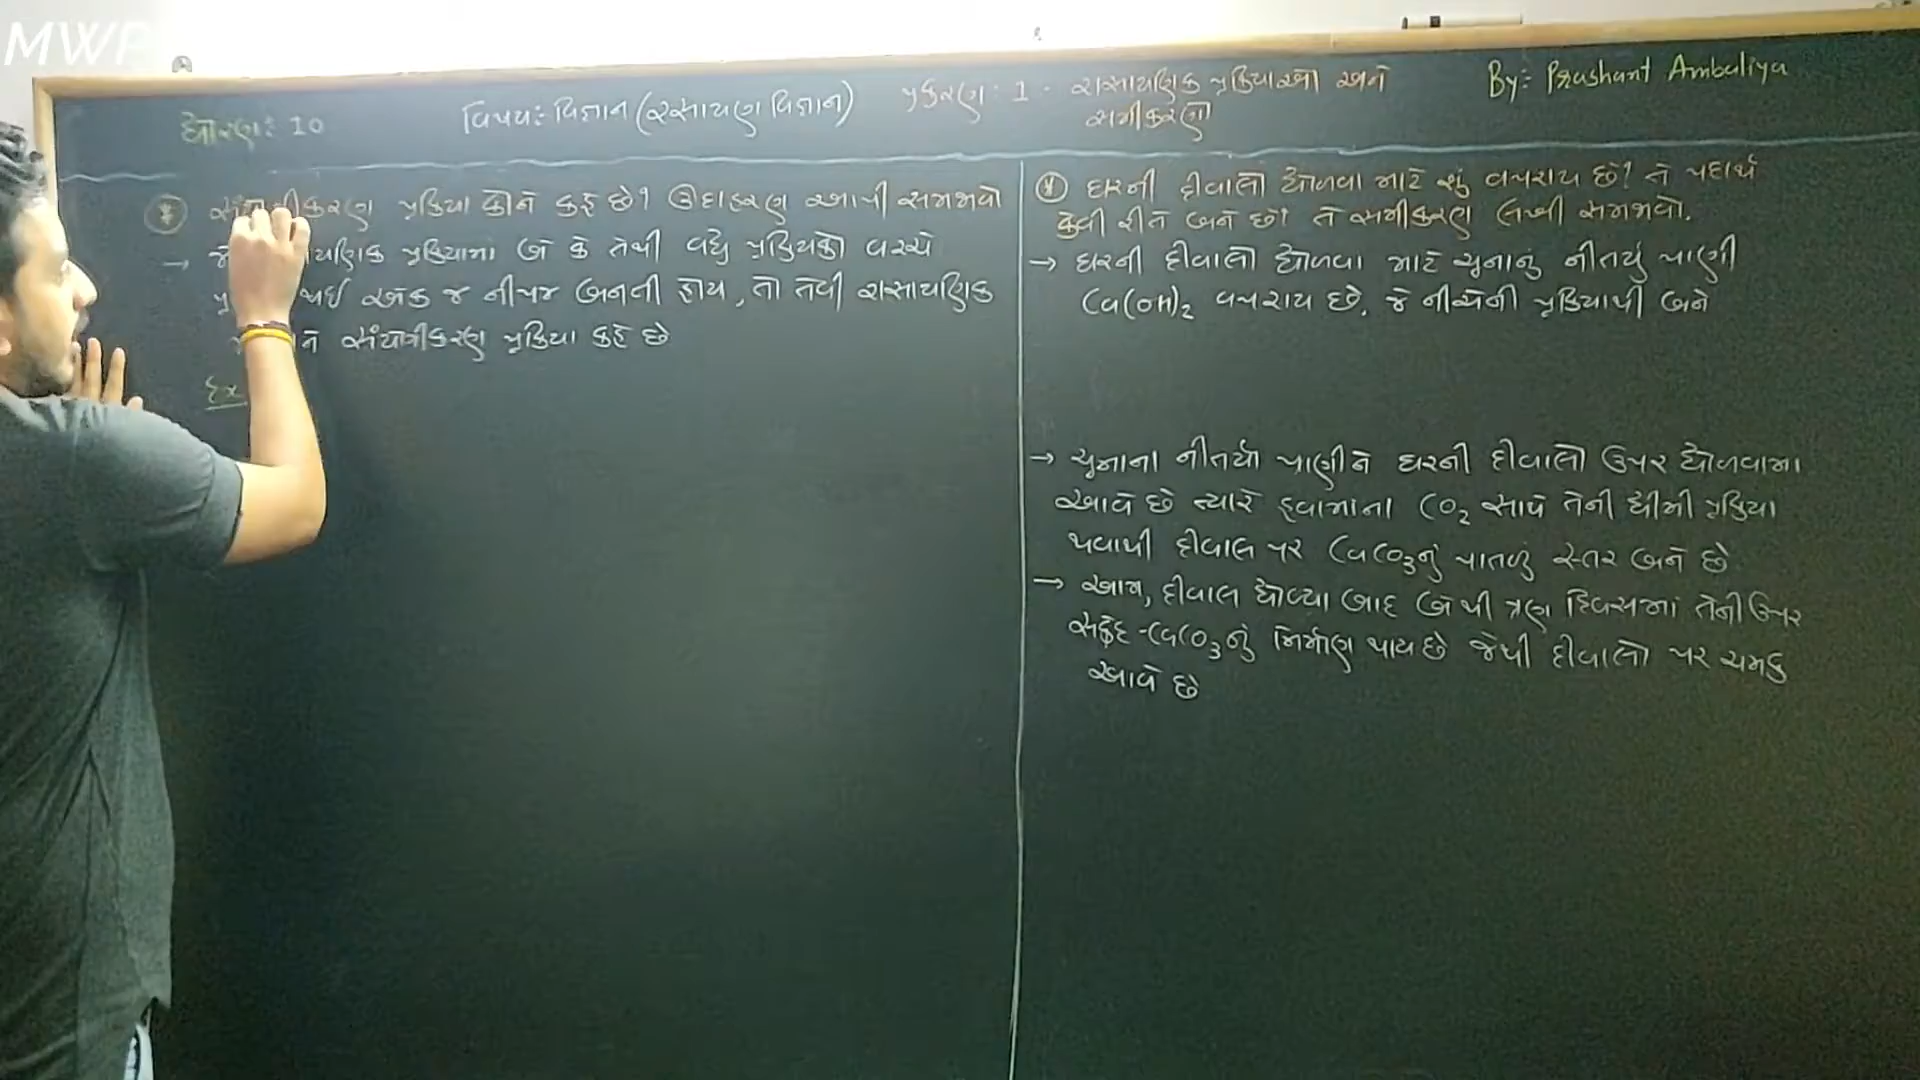 MWP
ધોરણ: 10
વિષય: વિજ્ઞાન (રસાયણ વિજ્ઞાન)
પ્રકરણ: 1 - રાસાયણિક પ્રક્રિયાઓ અને
સમીકરણો
By:- Prashant Ambaliya
પ્રક્રિયા કોને કહે છે? ઉદાહરણ આપી સમજાવો
પ્રક્રિયામાં બે કે તેથી વધુ પ્રક્રિયકો વચ્ચે
થઈ એક જ નીપજ બનતી હોય, તો તેવી રાસાયણિક
સંયોગીકરણ પ્રક્રિયા કહે છે
Ex
* ઘરની દીવાલો ધોળવા માટે શું વપરાય છે? તે પદાર્થ
કેવી રીતે બને છે? તે સમીકરણ લખી સમજાવો.
→ ઘરની દીવાલો ધોળવા માટે ચૂનાનું નીતર્યું પાણી
Ca(OH)₂ વપરાય છે. જે નીચેની પ્રક્રિયાથી બને
→ ચૂનાના નીતર્યા પાણીને ઘરની દીવાલો ઉપર ધોળવામાં
આવે છે ત્યારે હવામાંના CO₂ સાથે તેની ધીમી પ્રક્રિયા
થવાથી દીવાલ પર CaCO₃નું પાતળું સ્તર બને છે
→ આમ, દીવાલ ધોળ્યા બાદ બે થી ત્રણ દિવસમાં તેની ઉપર
સફેદ CaCO₃નું નિર્માણ થાય છે જેથી દીવાલો પર ચમક
આવે છે